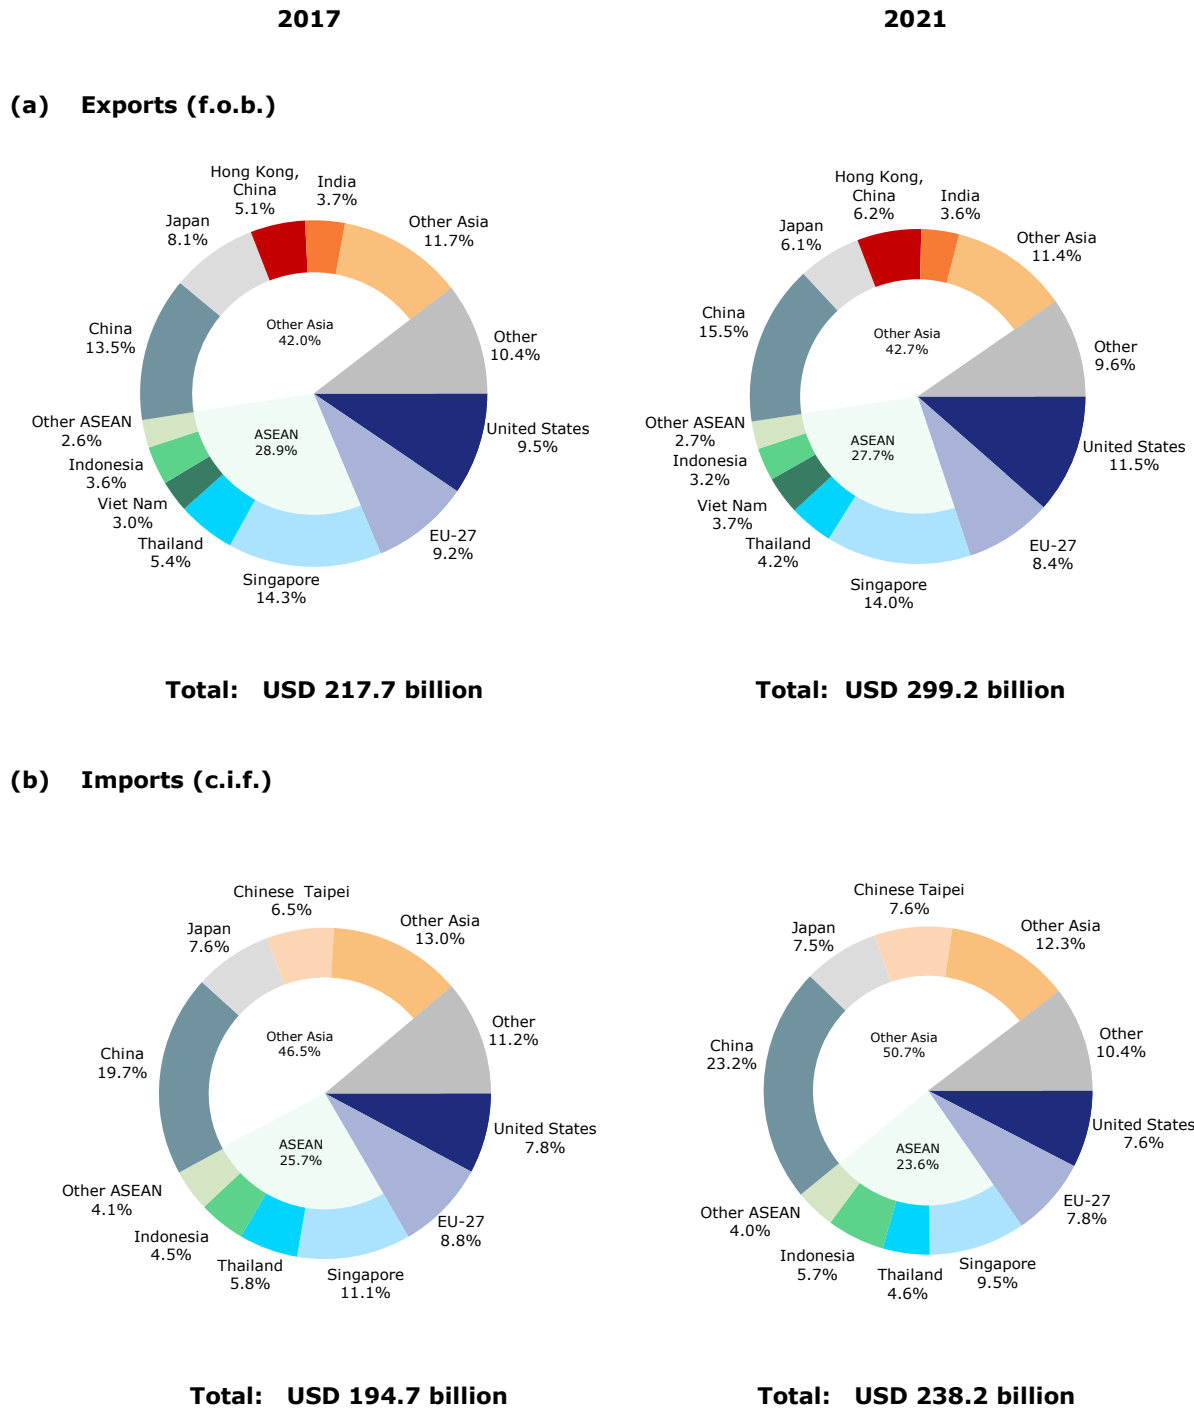 2017
2021
(a) Exports (f.o.b.)
Hong Kong,
China
5.1%
India
3.7%
Other Asia
11.7%
Japan
8.1%
China
13.5%
Other Asia
42.0%
Other
10.4%
Other ASEAN
2.6%
ASEAN
28.9%
United States
9.5%
Indonesia
3.6%
Viet Nam
3.0%
Thailand
5.4%
Singapore
14.3%
EU-27
9.2%
Hong Kong,
China
6.2%
India
3.6%
Other Asia
11.4%
Japan
6.1%
China
15.5%
Other Asia
42.7%
Other
9.6%
Other ASEAN
2.7%
ASEAN
27.7%
United States
11.5%
Indonesia
3.2%
Viet Nam
3.7%
Thailand
4.2%
Singapore
14.0%
EU-27
8.4%
Total: USD 217.7 billion
Total: USD 299.2 billion
(b) Imports (c.i.f.)
Chinese Taipei
6.5%
Other Asia
13.0%
Japan
7.6%
China
19.7%
Other Asia
46.5%
Other
11.2%
ASEAN
25.7%
United States
7.8%
Other ASEAN
4.1%
Indonesia
4.5%
Thailand
5.8%
Singapore
11.1%
EU-27
8.8%
Chinese Taipei
7.6%
Other Asia
12.3%
Japan
7.5%
China
23.2%
Other Asia
50.7%
Other
10.4%
ASEAN
23.6%
United States
7.6%
Other ASEAN
4.0%
Indonesia
5.7%
Thailand
4.6%
Singapore
9.5%
EU-27
7.8%
Total: USD 194.7 billion
Total: USD 238.2 billion